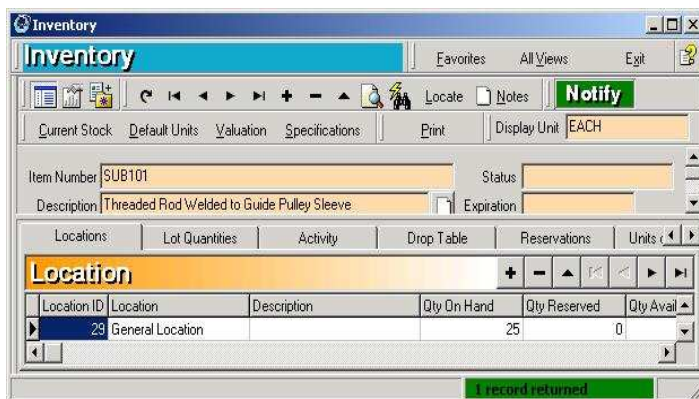 Inventory
Inventory Favorites All Views Exit
Locate Notes Notify
Current Stock Default Units Valuation Specifications Print Display Unit EACH
Item Number SUB101 Status
Description Threaded Rod Welded to Guide Pulley Sleeve Expiration
Locations Lot Quantities Activity Drop Table Reservations Units
Location
Location ID Location Description Qty On Hand Qty Reserved Qty Avail
29 General Location 25 0
1 record returned